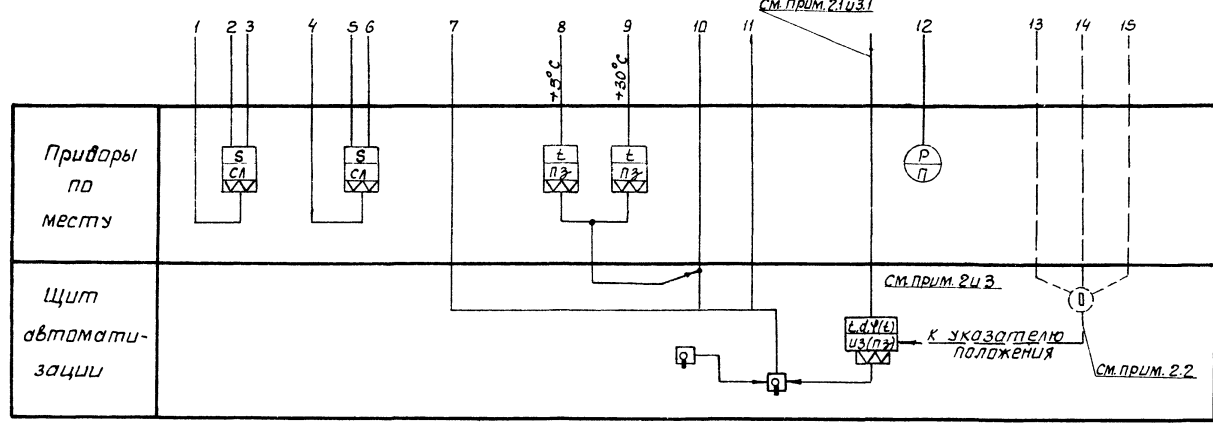 См. прим. 2.1 и 3.1
1 2 3 4 5 6 7 8 9 10 11 12 13 14 15
+5°С
+30°С
Приборы
по
месту
S
сл
S
сл
t
пз
t
пз
Р
П
Щит
автомати-
зации
См. прим. 2 и 3
t.d.φ(t)
из(пз)
К указателю
положения
См. прим. 2.2